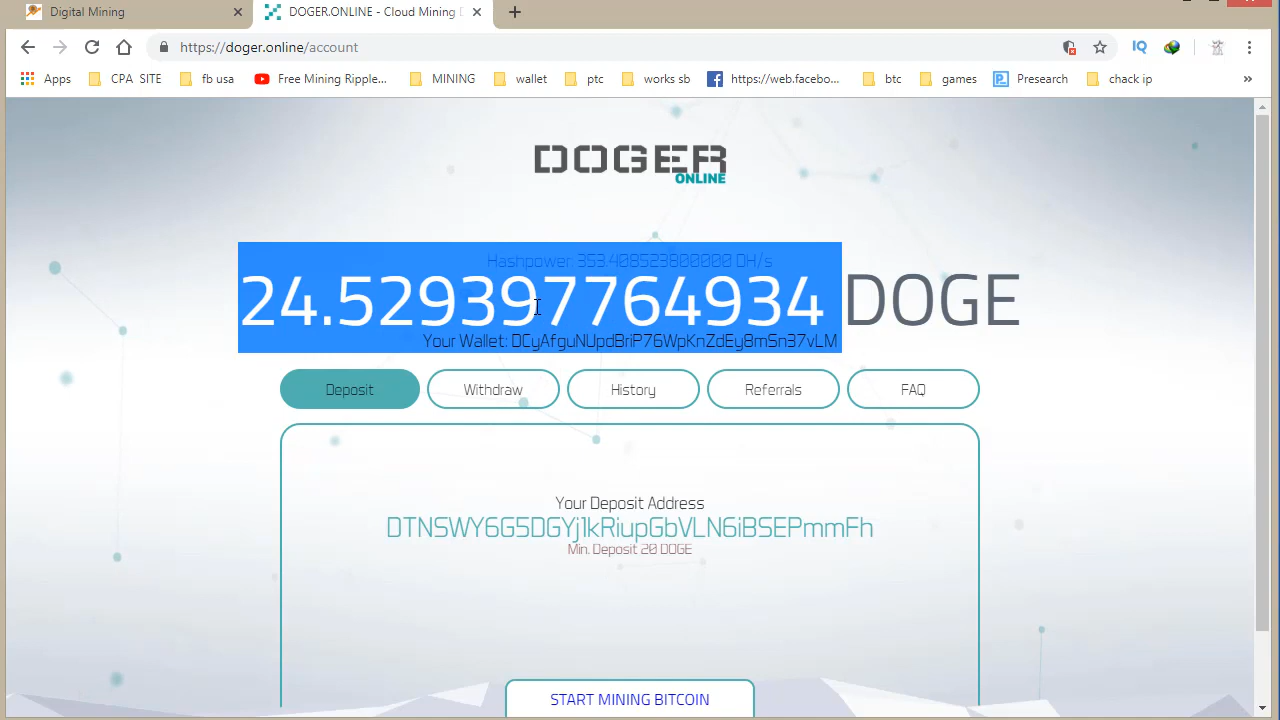 Digital Mining
DOGER.ONLINE - Cloud Mining D
https://doger.online/account
IQ
Apps
CPA SITE
fb usa
Free Mining Ripple...
MINING
wallet
ptc
works sb
https://web.facebo...
btc
games
Presearch
chack ip
»
DOGER
ONLINE
Hashpower: 353.408523800000 DH/s
24.529397764934 DOGE
Your Wallet: DCyAfguNUpdBriP76WpKnZdEy8mSn37vLM
Deposit
Withdraw
History
Referrals
FAQ
Your Deposit Address
DTNSWY6G5DGYj1kRiupGbVLN6iBSEPmmFh
Min. Deposit 20 DOGE
START MINING BITCOIN